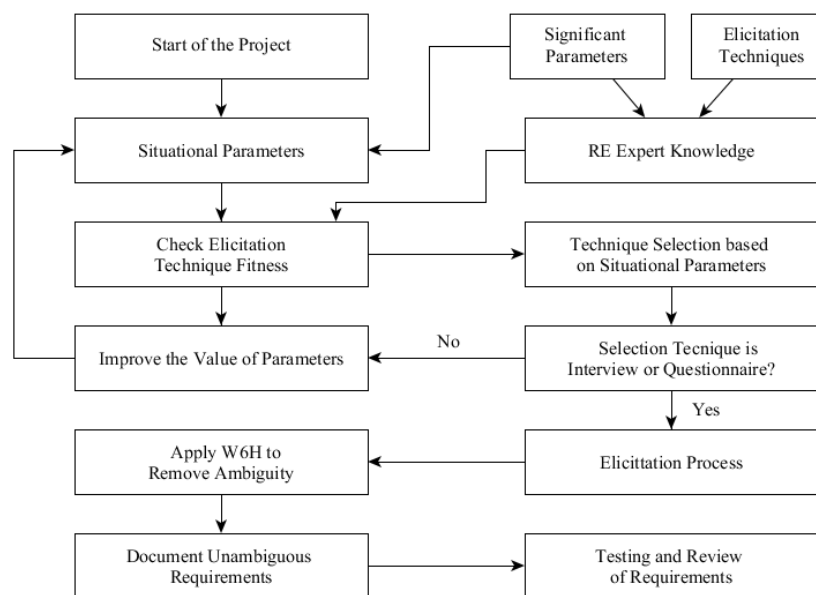 Start of the Project
Significant
Parameters
Elicitation
Techniques
Situational Parameters
RE Expert Knowledge
Check Elicitation
Technique Fitness
Technique Selection based
on Situational Parameters
Improve the Value of Parameters
No
Selection Tecnique is
Interview or Questionnaire?
Yes
Apply W6H to
Remove Ambiguity
Elicittation Process
Document Unambiguous
Requirements
Testing and Review
of Requirements